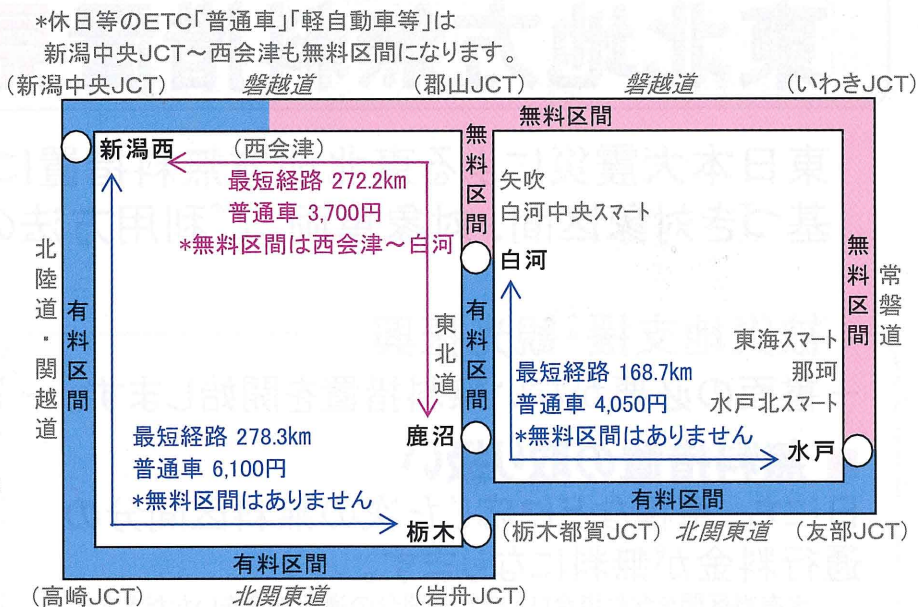 *休日等のETC「普通車」「軽自動車等」は
新潟中央JCT～西会津も無料区間になります。
(新潟中央JCT) 磐越道 (郡山JCT) 磐越道 (いわきJCT)
無料区間
新潟西
(西会津)
最短経路 272.2km
普通車 3,700円
*無料区間は西会津～白河
無料区間
矢吹
白河中央スマート
白河
北陸道・関越道
有料区間
東北道
有料区間
無料区間
常磐道
東海スマート
那珂
水戸北スマート
最短経路 168.7km
普通車 4,050円
*無料区間はありません
水戸
鹿沼
最短経路 278.3km
普通車 6,100円
*無料区間はありません
有料区間
栃木
(栃木都賀JCT) 北関東道 (友部JCT)
有料区間
(高崎JCT) 北関東道 (岩舟JCT)